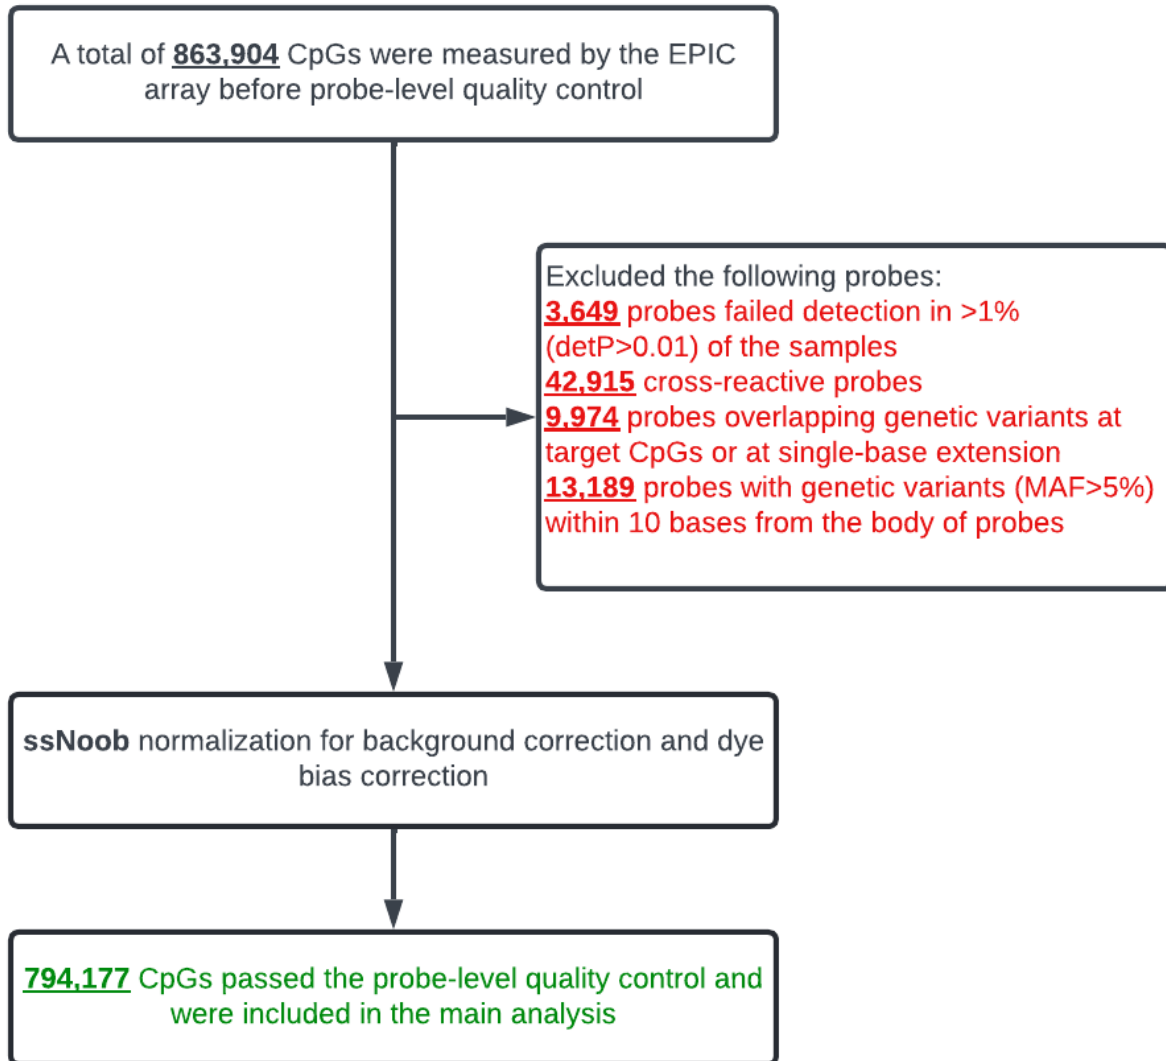 A total of 863,904 CpGs were measured by the EPIC
array before probe-level quality control
Excluded the following probes:
3,649 probes failed detection in >1%
(detP>0.01) of the samples
42,915 cross-reactive probes
9,974 probes overlapping genetic variants at
target CpGs or at single-base extension
13,189 probes with genetic variants (MAF>5%)
within 10 bases from the body of probes
ssNoob normalization for background correction and dye
bias correction
794,177 CpGs passed the probe-level quality control and
were included in the main analysis